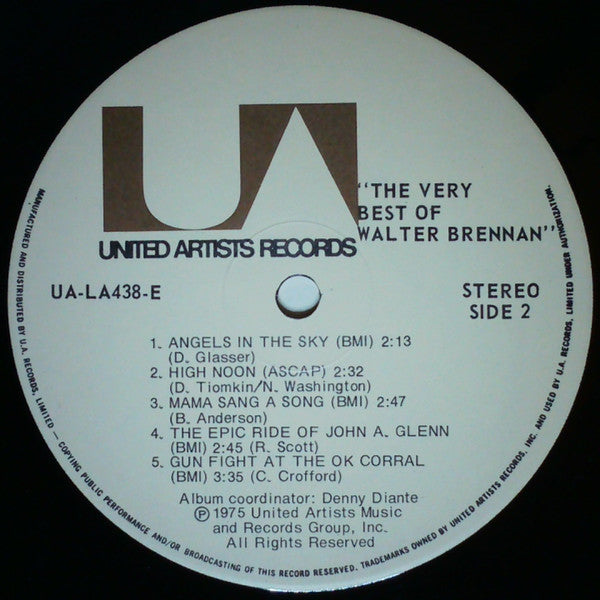 UA
"THE VERY
BEST OF
WALTER BRENNAN"
UNITED ARTISTS RECORDS
UA-LA438-E
STEREO
SIDE 2
1. ANGELS IN THE SKY (BMI) 2:13
(D. Glasser)
2. HIGH NOON (ASCAP) 2:32
(D. Tiomkin/N. Washington)
3. MAMA SANG A SONG (BMI) 2:47
(B. Anderson)
4. THE EPIC RIDE OF JOHN A. GLENN
(BMI) 2:45 (R. Scott)
5. GUN FIGHT AT THE OK CORRAL
(BMI) 3:35 (C. Crofford)
Album coordinator: Denny Diante
Ⓟ 1975 United Artists Music
and Records Group, Inc.
All Rights Reserved
MANUFACTURED AND DISTRIBUTED BY U.A. RECORDS, LIMITED – COPYING PUBLIC PERFORMANCE AND/OR BROADCASTING OF THIS RECORD RESERVED. TRADEMARKS OWNED BY UNITED ARTISTS RECORDS, INC. AND USED BY U.A. RECORDS, LIMITED UNDER AUTHORIZATION.